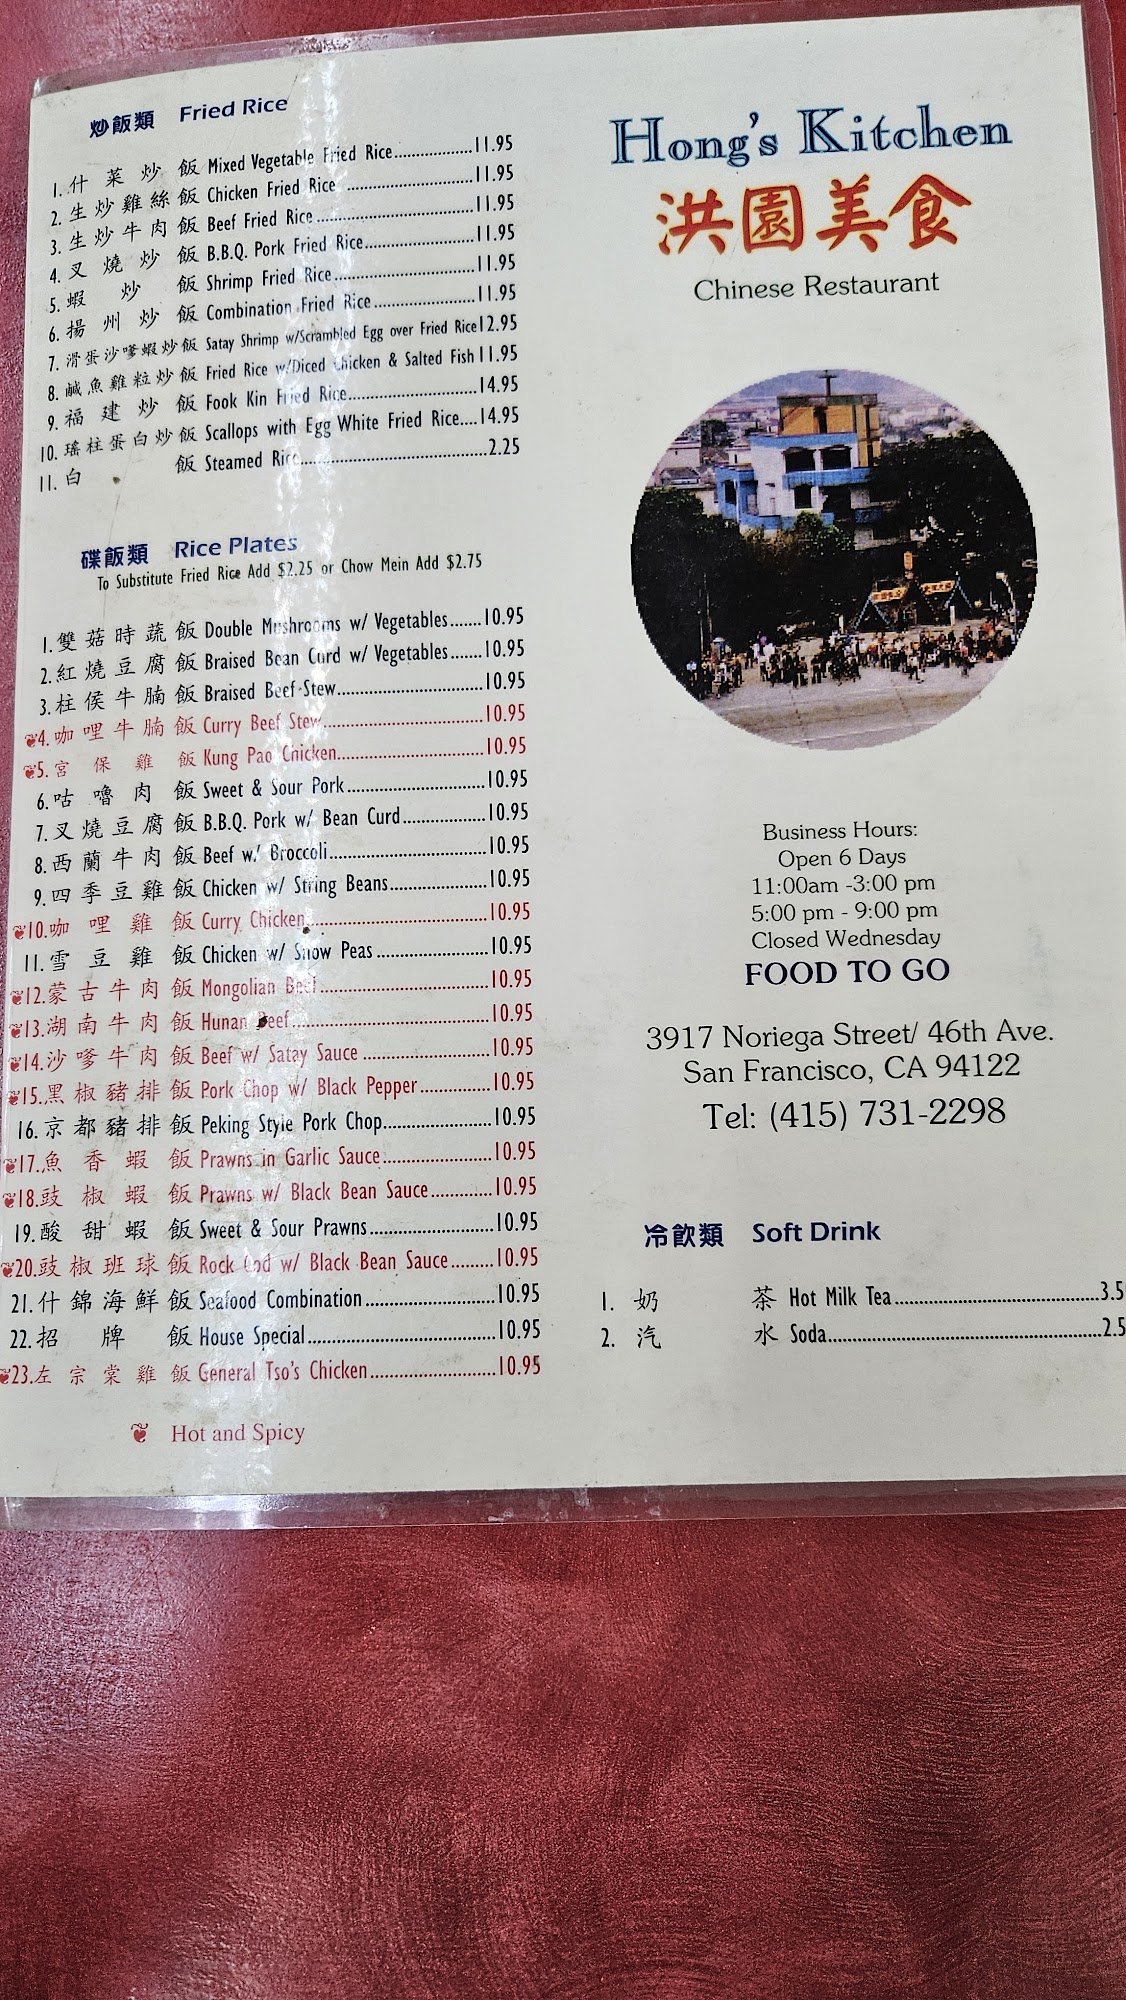 炒飯類 Fried Rice
1. 什菜炒飯 Mixed Vegetable Fried Rice..................11.95
2. 生炒雞絲飯 Chicken Fried Rice ..............................11.95
3. 生炒牛肉飯 Beef Fried Rice.....................................11.95
4. 叉燒炒飯 B.B.Q. Pork Fried Rice..........................11.95
5. 蝦炒飯 Shrimp Fried Rice.................................11.95
6. 揚州炒飯 Combination Fried Rice........................11.95
7. 滑蛋沙嗲蝦炒飯 Satay Shrimp w/Scrambled Egg over Fried Rice12.95
8. 鹹魚雞粒炒飯 Fried Rice w/Diced Chicken & Salted Fish 11.95
9. 福建炒飯 Fook Kin Fried Rice..............................14.95
10. 瑤柱蛋白炒飯 Scallops with Egg White Fried Rice....14.95
11. 白飯 Steamed Rice............................................2.25
碟飯類 Rice Plates
To Substitute Fried Rice Add $2.25 or Chow Mein Add $2.75
1. 雙菇時蔬飯 Double Mushrooms w/ Vegetables.......10.95
2. 紅燒豆腐飯 Braised Bean Curd w/ Vegetables.......10.95
3. 柱侯牛腩飯 Braised Beef Stew..................................10.95
4. 咖哩牛腩飯 Curry Beef Stew.....................................10.95
5. 宮保雞飯 Kung Pao Chicken..................................10.95
6. 咕嚕肉飯 Sweet & Sour Pork................................10.95
7. 叉燒豆腐飯 B.B.Q. Pork w/ Bean Curd...................10.95
8. 西蘭牛肉飯 Beef w/ Broccoli....................................10.95
9. 四季豆雞飯 Chicken w/ String Beans.......................10.95
10. 咖哩雞飯 Curry Chicken.........................................10.95
11. 雪豆雞飯 Chicken w/ Snow Peas.........................10.95
12. 蒙古牛肉飯 Mongolian Beef......................................10.95
13. 湖南牛肉飯 Hunan Beef.............................................10.95
14. 沙嗲牛肉飯 Beef w/ Satay Sauce.............................10.95
15. 黑椒豬排飯 Pork Chop w/ Black Pepper................10.95
16. 京都豬排飯 Peking Style Pork Chop.........................10.95
17. 魚香蝦飯 Prawns in Garlic Sauce.........................10.95
18. 豉椒蝦飯 Prawns w/ Black Bean Sauce..............10.95
19. 酸甜蝦飯 Sweet & Sour Prawns............................10.95
20. 豉椒班球飯 Rock Cod w/ Black Bean Sauce.........10.95
21. 什錦海鮮飯 Seafood Combination..............................10.95
22. 招牌飯 House Special...........................................10.95
23. 左宗棠雞飯 General Tso's Chicken............................10.95
Hot and Spicy
Hong's Kitchen
洪園美食
Chinese Restaurant
Business Hours:
Open 6 Days
11:00am -3:00 pm
5:00 pm - 9:00 pm
Closed Wednesday
FOOD TO GO
3917 Noriega Street/ 46th Ave.
San Francisco, CA 94122
Tel: (415) 731-2298
冷飲類 Soft Drink
1. 奶茶 Hot Milk Tea...............................................3.5
2. 汽水 Soda...............................................................2.5